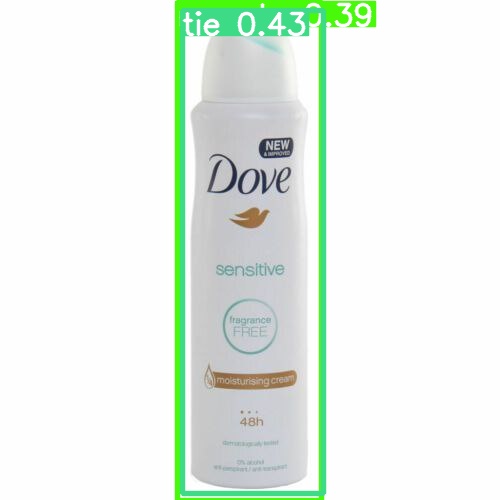 tie 0.43
0.39
NEW
& IMPROVED
Dove
sensitive
fragrance
FREE
moisturising cream
48h
dermatologically tested
0% alcohol
anti-perspirant / anti-transpirant